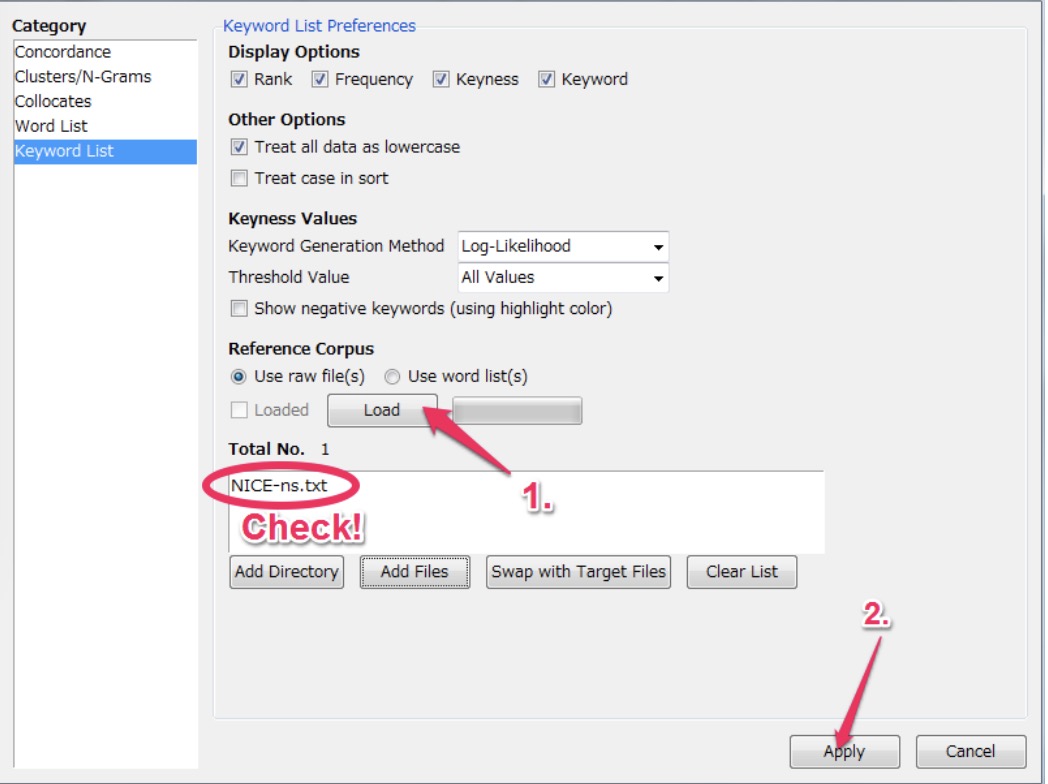 Category
Concordance
Clusters/N-Grams
Collocates
Word List
Keyword List
Keyword List Preferences
Display Options
Rank Frequency Keyness Keyword
Other Options
Treat all data as lowercase
Treat case in sort
Keyness Values
Keyword Generation Method Log-Likelihood
Threshold Value All Values
Show negative keywords (using highlight color)
Reference Corpus
Use raw file(s) Use word list(s)
Loaded Load
Total No. 1
NICE-ns.txt
1.
Check!
Add Directory Add Files Swap with Target Files Clear List
2.
Apply Cancel